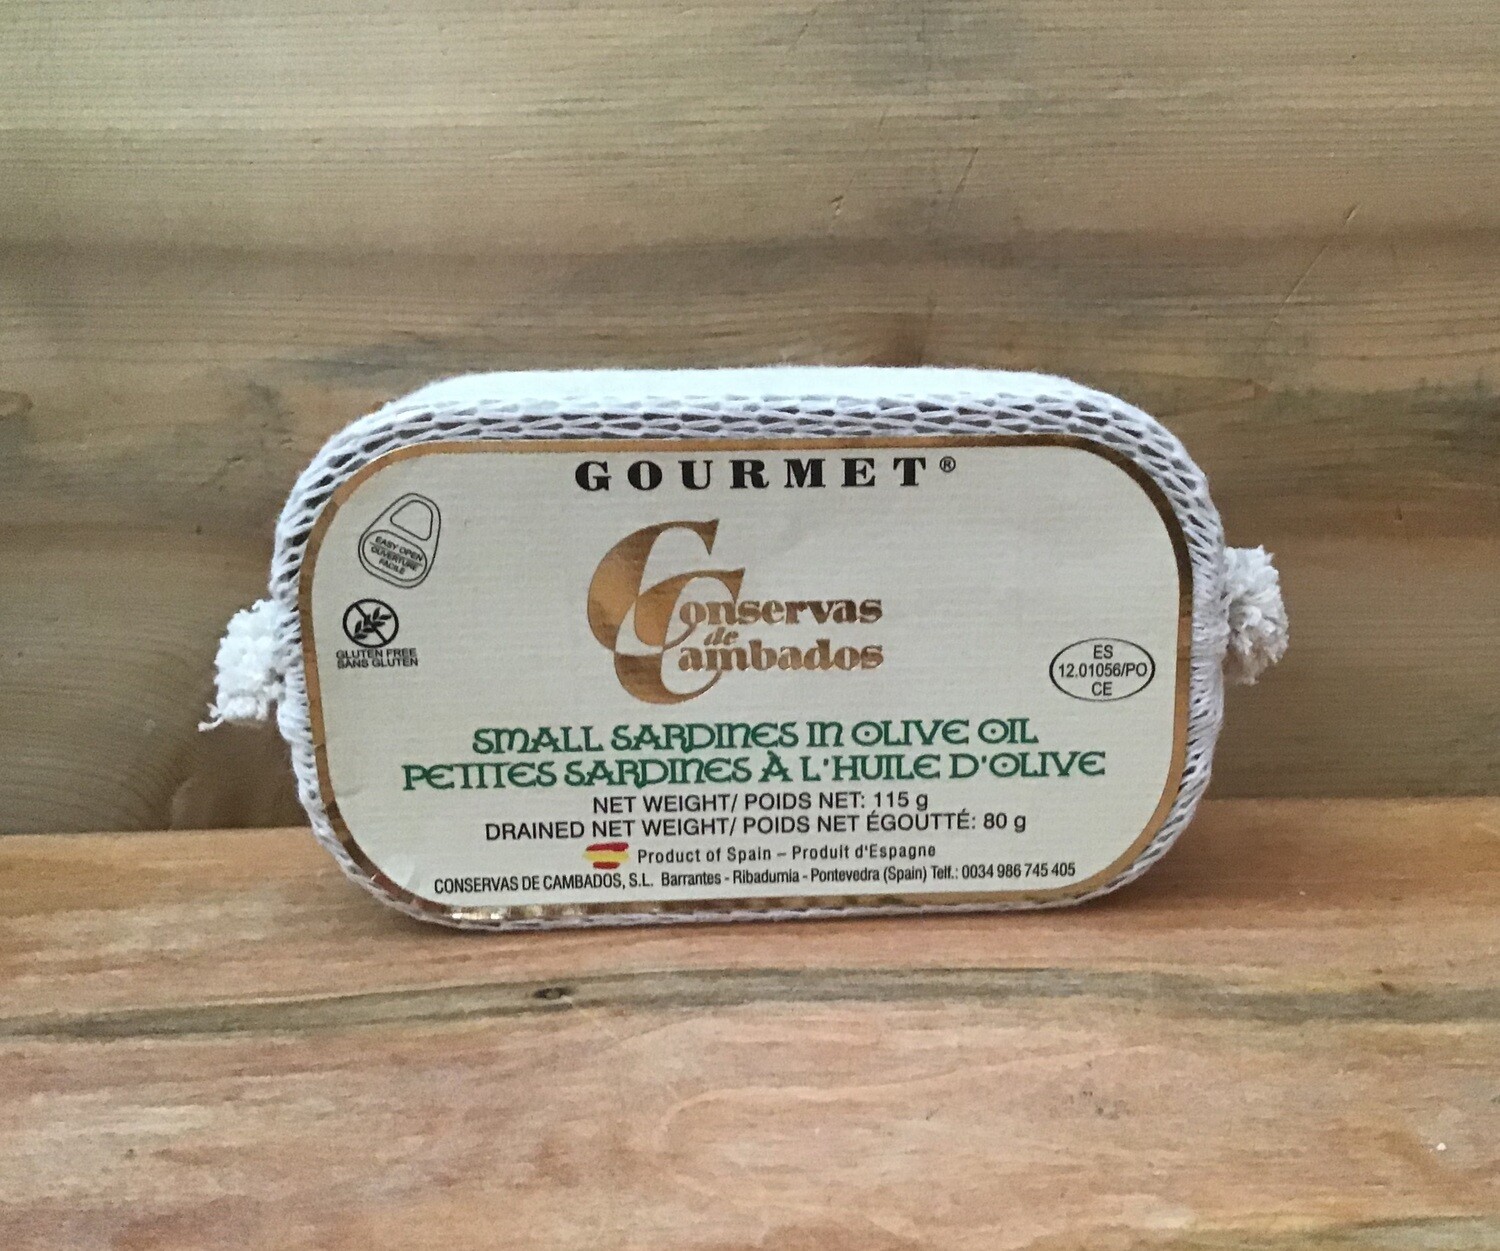 GOURMET®
EASY OPEN
OUVERTURE
FACILE
GLUTEN FREE
SANS GLUTEN
Conservas
de
Cambados
ES
12.01056/PO
CE
SMALL SARDINES IN OLIVE OIL
PETITES SARDINES À L'HUILE D'OLIVE
NET WEIGHT/ POIDS NET: 115 g
DRAINED NET WEIGHT/ POIDS NET ÉGOUTTÉ: 80 g
Product of Spain – Produit d'Espagne
CONSERVAS DE CAMBADOS, S.L. Barrantes - Ribadumia - Pontevedra (Spain) Telf.: 0034 986 745 405